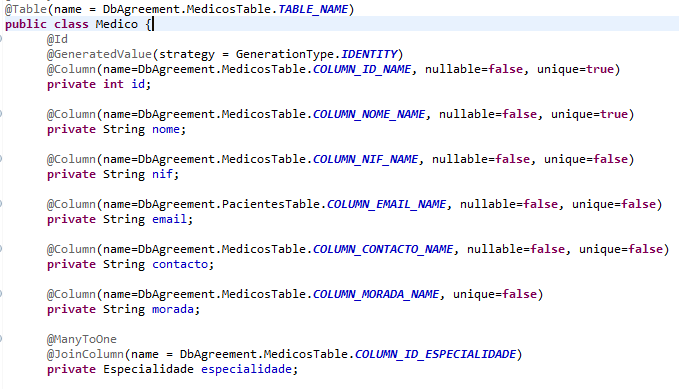 @Table(name = DbAgreement.MedicosTable.TABLE_NAME)
public class Medico {
@Id
@GeneratedValue(strategy = GenerationType.IDENTITY)
@Column(name=DbAgreement.MedicosTable.COLUMN_ID_NAME, nullable=false, unique=true)
private int id;
@Column(name=DbAgreement.MedicosTable.COLUMN_NOME_NAME, nullable=false, unique=true)
private String nome;
@Column(name=DbAgreement.MedicosTable.COLUMN_NIF_NAME, nullable=false, unique=false)
private String nif;
@Column(name=DbAgreement.PacientesTable.COLUMN_EMAIL_NAME, nullable=false, unique=false)
private String email;
@Column(name=DbAgreement.MedicosTable.COLUMN_CONTACTO_NAME, nullable=false, unique=false)
private String contacto;
@Column(name=DbAgreement.MedicosTable.COLUMN_MORADA_NAME, unique=false)
private String morada;
@ManyToOne
@JoinColumn(name = DbAgreement.MedicosTable.COLUMN_ID_ESPECIALIDADE)
private Especialidade especialidade;